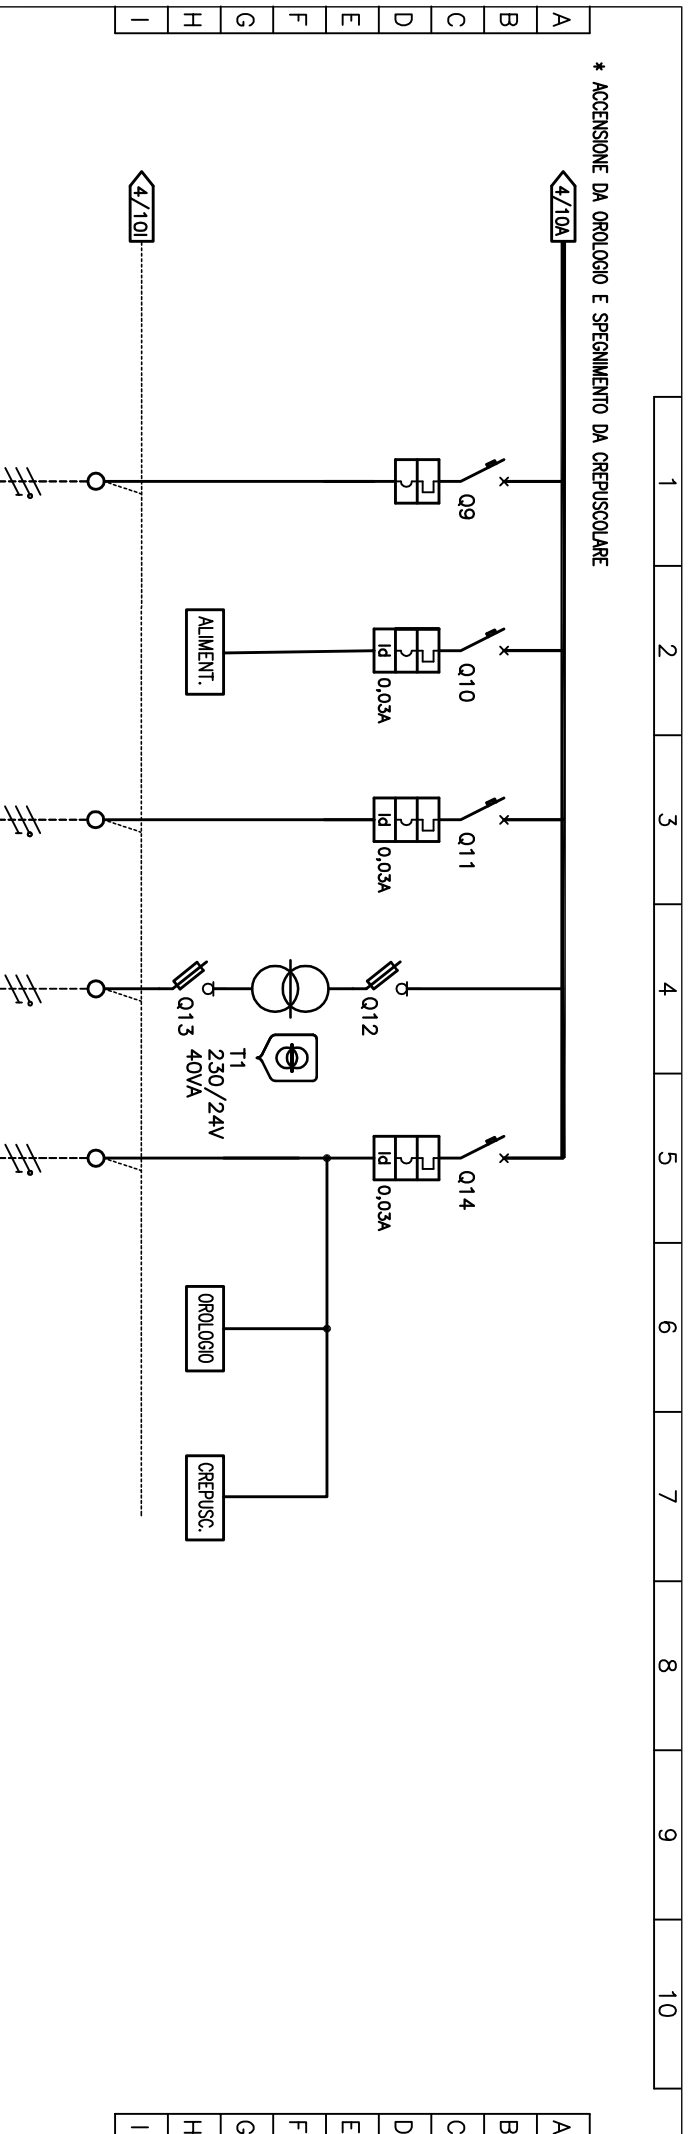 1 2 3 4 5 6 7 8 9 10
* ACCENSIONE DA OROLOGIO E SPEGNIMENTO DA CREPUSCOLARE
A
B
C
D
E
F
G
H
I
A
B
C
D
E
F
G
H
I
4/10A
Q9
Q10
Q11
Q14
Id 0,03A
Id 0,03A
Id 0,03A
Q12
T1
230/24V
40VA
Q13
ALIMENT.
OROLOGIO
CREPUSC.
4/10I